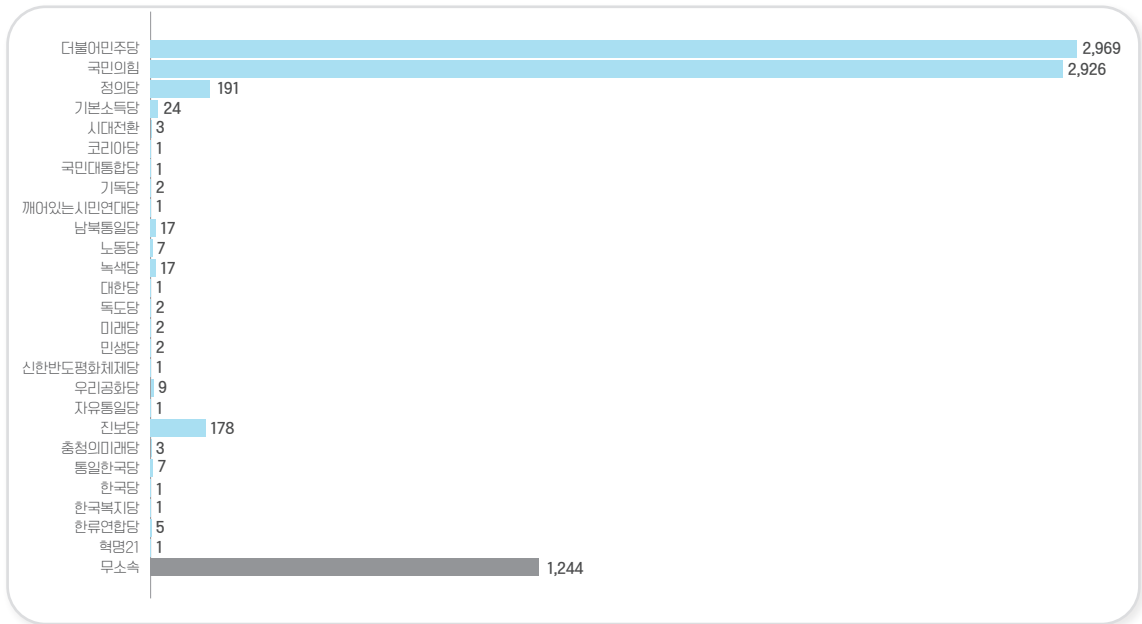 더불어민주당 2,969
국민의힘 2,926
정의당 191
기본소득당 24
시대전환 3
코리아당 1
국민대통합당 1
기독당 2
깨어있는시민연대당 1
남북통일당 17
노동당 7
녹색당 17
대한당 1
독도당 2
미래당 2
민생당 2
신한반도평화체제당 1
우리공화당 9
자유통일당 1
진보당 178
충청의미래당 3
통일한국당 7
한국당 1
한국복지당 1
한류연합당 5
혁명21 1
무소속 1,244